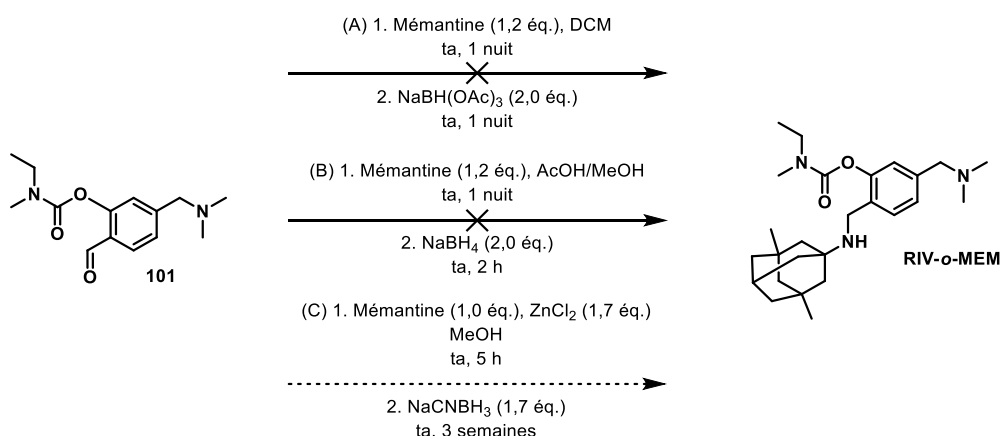 (A) 1. Mémantine (1,2 éq.), DCM
ta, 1 nuit
2. NaBH(OAc)3 (2,0 éq.)
ta, 1 nuit
(B) 1. Mémantine (1,2 éq.), AcOH/MeOH
ta, 1 nuit
2. NaBH4 (2,0 éq.)
ta, 2 h
(C) 1. Mémantine (1,0 éq.), ZnCl2 (1,7 éq.)
MeOH
ta, 5 h
2. NaCNBH3 (1,7 éq.)
ta, 3 semaines
N
O
O
N
O
101
N
O
O
N
NH
RIV-o-MEM